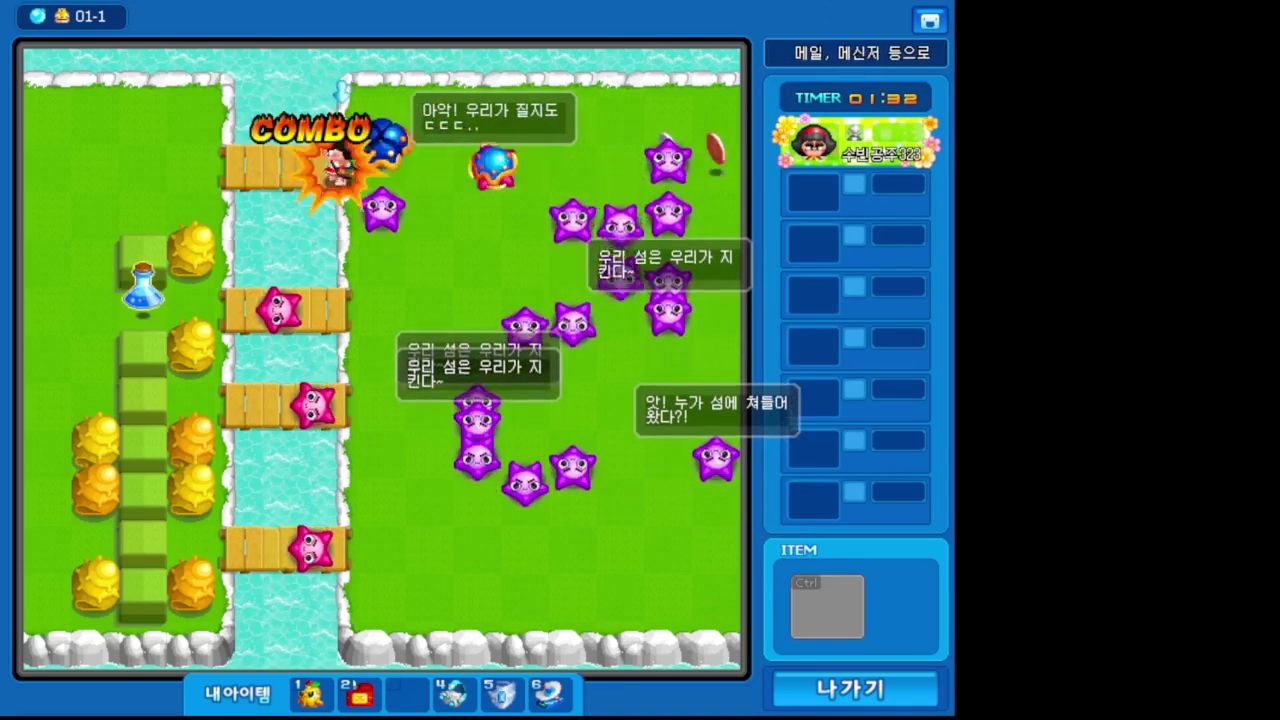 01-1
메일, 메신저 등으로
TIMER 01:32
수빈공주323
COMBO
아악! 우리가 질지도
ㄷㄷㄷ..
우리 섬은 우리가 지
킨다~
우리 섬은 우리가 지
우리 섬은 우리가 지
킨다~
앗! 누가 섬에 쳐들어
왔다?!
ITEM
Ctrl
내아이템
1
2
4
5
6
나가기